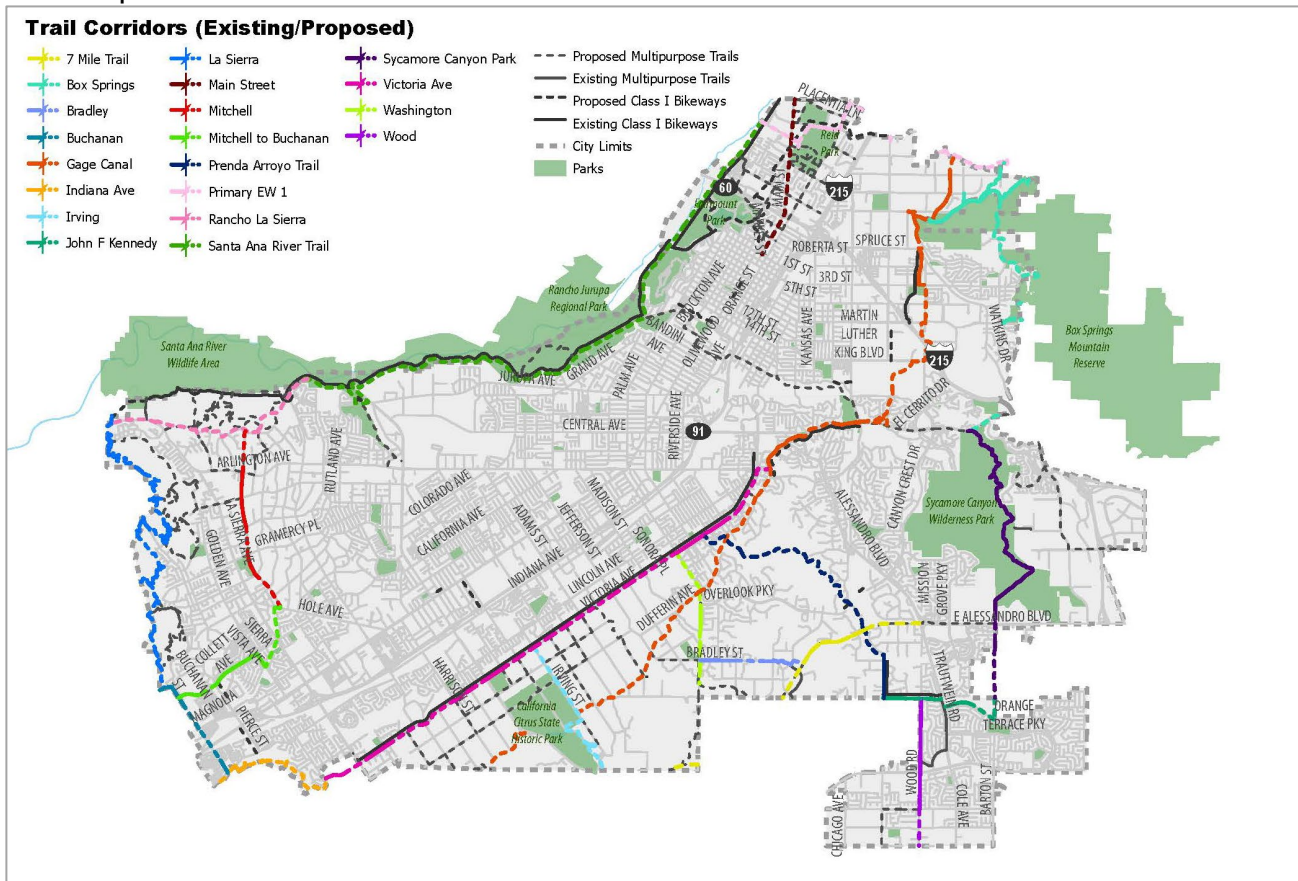 Trail Corridors (Existing/Proposed)
7 Mile Trail
Box Springs
Bradley
Buchanan
Gage Canal
Indiana Ave
Irving
John F Kennedy
La Sierra
Main Street
Mitchell
Mitchell to Buchanan
Prenda Arroyo Trail
Primary EW 1
Rancho La Sierra
Santa Ana River Trail
Sycamore Canyon Park
Victoria Ave
Washington
Wood
Proposed Multipurpose Trails
Existing Multipurpose Trails
Proposed Class I Bikeways
Existing Class I Bikeways
City Limits
Parks
PLACENTIA LN
Reid
Park
MAIN ST
215
60
Fairmount
Park
ROBERTA ST
SPRUCE ST
1ST ST
3RD ST
5TH ST
BROCKTON AVE
ORANGE ST
12TH ST
14TH ST
KANSAS AVE
MARTIN
LUTHER
KING BLVD
WATKINS DR
Box Springs
Mountain
Reserve
215
Rancho Jurupa
Regional Park
BANDINI
AVE
OLIVEWOOD
AVE
Santa Ana River
Wildlife Area
JURUPA AVE
GRAND AVE
PALM AVE
CENTRAL AVE
RIVERSIDE AVE
91
EL CERRITO DR
RUTLAND AVE
ARLINGTON AVE
LA SIERRA AVE
GRAMERCY PL
GOLDEN AVE
COLORADO AVE
CALIFORNIA AVE
ADAMS ST
JEFFERSON ST
MADISON ST
SONORA PL
INDIANA AVE
LINCOLN AVE
VICTORIA AVE
ALESSANDRO BLVD
CANYON CREST DR
Sycamore Canyon
Wilderness Park
MISSION
GROVE PKY
HOLE AVE
DUFFERIN AVE
OVERLOOK PKY
E ALESSANDRO BLVD
SIERRA
VISTA AVE
COLLETT
AVE
BUCHANAN
ST
MAGNOLIA
PIERCE ST
HARRISON ST
IRVING ST
BRADLEY ST
California
Citrus State
Historic Park
TRAUTWEIN RD
ORANGE
TERRACE PKY
WOOD RD
CHICAGO AVE
COLE AVE
BARTON ST